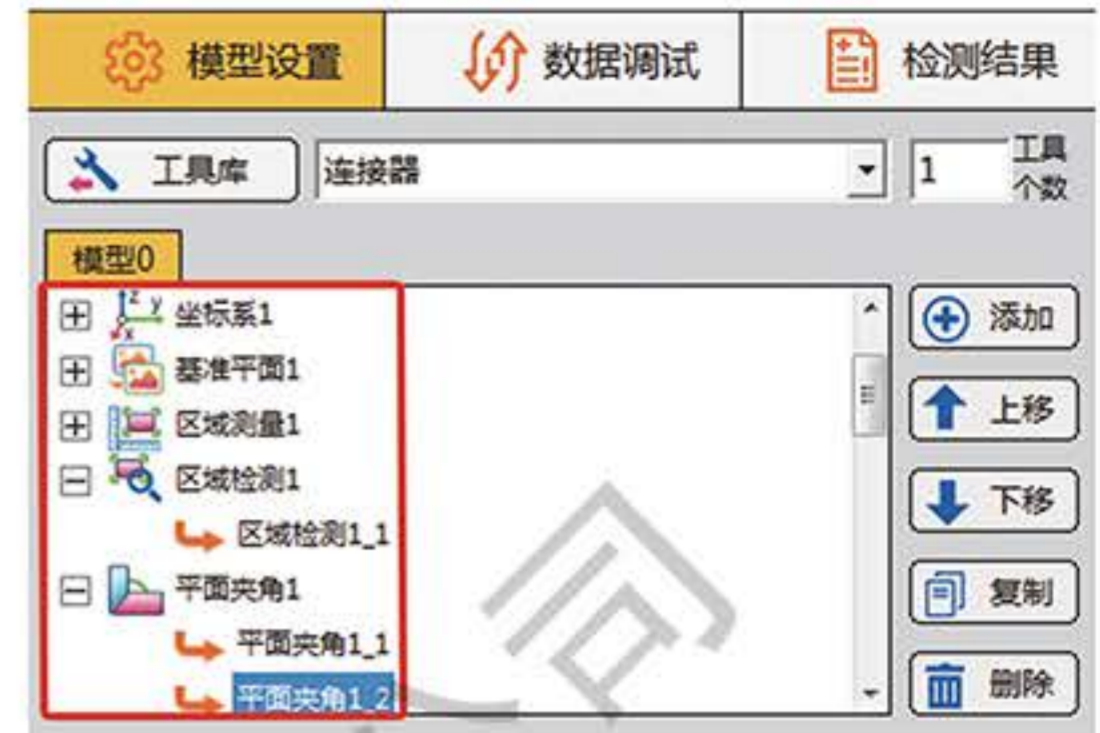 模型设置 数据调试 检测结果
工具库 连接器 1 工具
个数
模型0
坐标系1
添加
基准平面1
上移
区域测量1
区域检测1
下移
区域检测1_1
平面夹角1
复制
平面夹角1_1
平面夹角1_2
删除